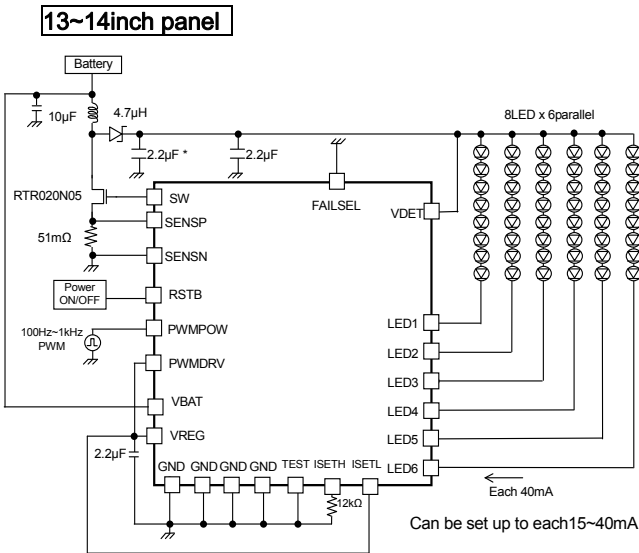 13~14inch panel
Battery
10µF
4.7µH
8LED x 6parallel
2.2µF *
2.2µF
RTR020N05
SW
FAILSEL
SENSP
VDET
51mΩ
SENSN
Power
ON/OFF
RSTB
LED1
100Hz~1kHz
PWM
PWMPOW
LED2
PWMDRV
LED3
VBAT
LED4
VREG
LED5
2.2µF
GND GND GND GND TEST ISETH ISETL
LED6
12kΩ
Each 40mA
Can be set up to each15~40mA